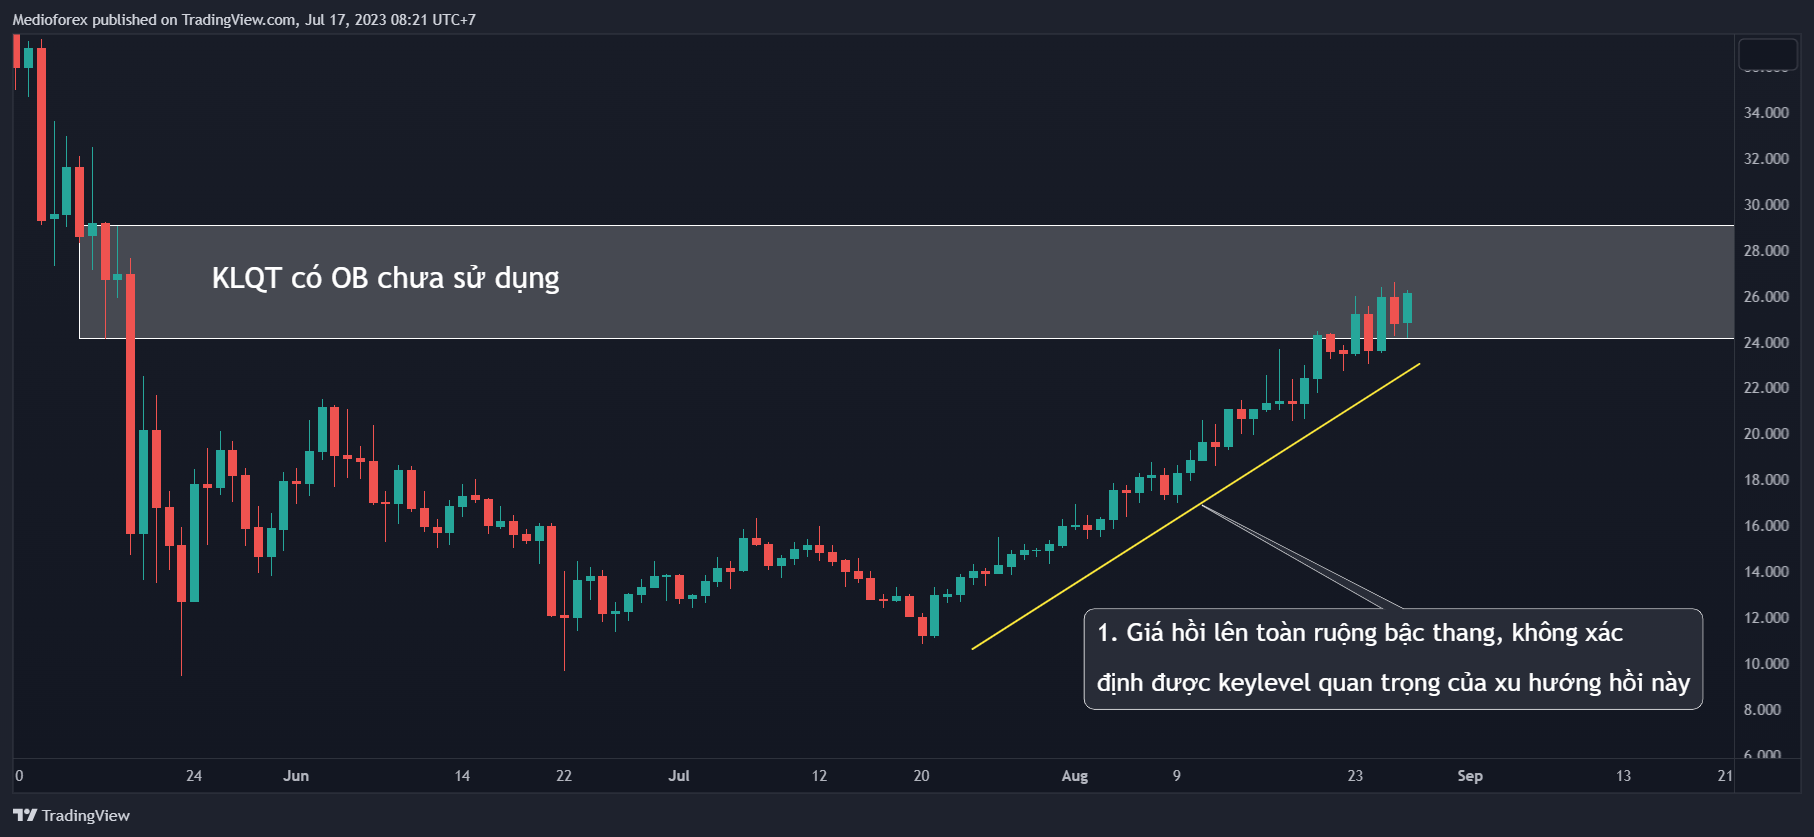 Medioforex published on TradingView.com, Jul 17, 2023 08:21 UTC+7
34.000
32.000
30.000
28.000
26.000
24.000
22.000
20.000
18.000
16.000
14.000
12.000
10.000
8.000
6.000
KLQT có OB chưa sử dụng
1. Giá hồi lên toàn ruộng bậc thang, không xác
định được keylevel quan trọng của xu hướng hồi này
0 24 Jun 14 22 Jul 12 20 Aug 9 23 Sep 13 21
TradingView